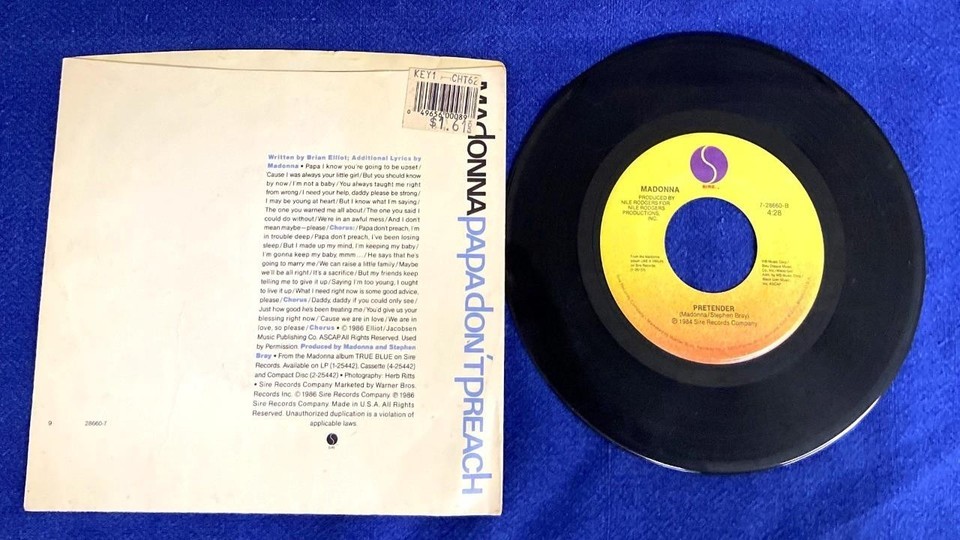 KEY1 CHT62
0 49656 00089
$1.61
MAdONNA PAPA dON'T PREACH
Written by Brian Elliot; Additional Lyrics by
Madonna • Papa I know you're going to be upset/
'Cause I was always your little girl/But you should know
by now/I'm not a baby/You always taught me right
from wrong/I need your help, daddy please be strong/
I may be young at heart/But I know what I'm saying/
The one you warned me all about/The one you said I
could do without/We're in an awful mess/And I don't
mean maybe—please/Chorus:/Papa don't preach, I'm
in trouble deep/Papa don't preach, I've been losing
sleep/But I made up my mind, I'm keeping my baby/
I'm gonna keep my baby, mmm.../He says that he's
going to marry me/We can raise a little family/Maybe
we'll be all right/It's a sacrifice/But my friends keep
telling me to give it up/Saying I'm too young, I ought
to live it up/What I need right now is some good advice,
please/Chorus/Daddy, daddy if you could only see/
Just how good he's been treating me/You'd give us your
blessing right now/'Cause we are in love/We are in
love, so please/Chorus • © 1986 Elliot/Jacobsen
Music Publishing Co. ASCAP All Rights Reserved. Used
by Permission. Produced by Madonna and Stephen
Bray • From the Madonna album TRUE BLUE on Sire
Records. Available on LP (1-25442), Cassette (4-25442)
and Compact Disc (2-25442) • Photography: Herb Ritts
• Sire Records Company Marketed by Warner Bros.
Records Inc. © 1986 Sire Records Company. ℗ 1986
Sire Records Company. Made in U.S.A. All Rights
Reserved. Unauthorized duplication is a violation of
applicable laws.
9 28660-7
SIRE
MADONNA
PRODUCED BY
NILE RODGERS FOR
NILE RODGERS
PRODUCTIONS,
INC.
7-28660-B
4:28
PRETENDER
(Madonna/Stephen Bray)
℗ 1984 Sire Records Company